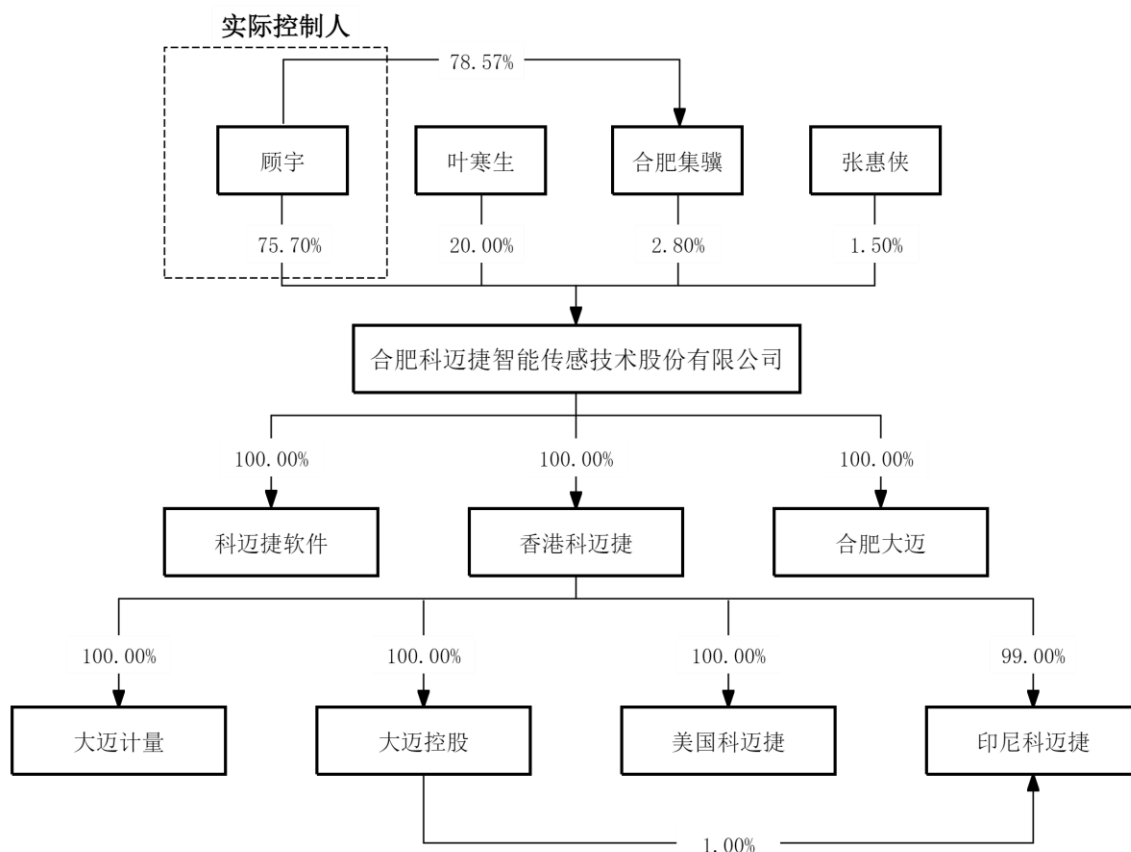 实际控制人
78.57%
顾宇
叶寒生
合肥集骥
张惠侠
75.70%
20.00%
2.80%
1.50%
合肥科迈捷智能传感技术股份有限公司
100.00%
100.00%
100.00%
科迈捷软件
香港科迈捷
合肥大迈
100.00%
100.00%
100.00%
99.00%
大迈计量
大迈控股
美国科迈捷
印尼科迈捷
1.00%